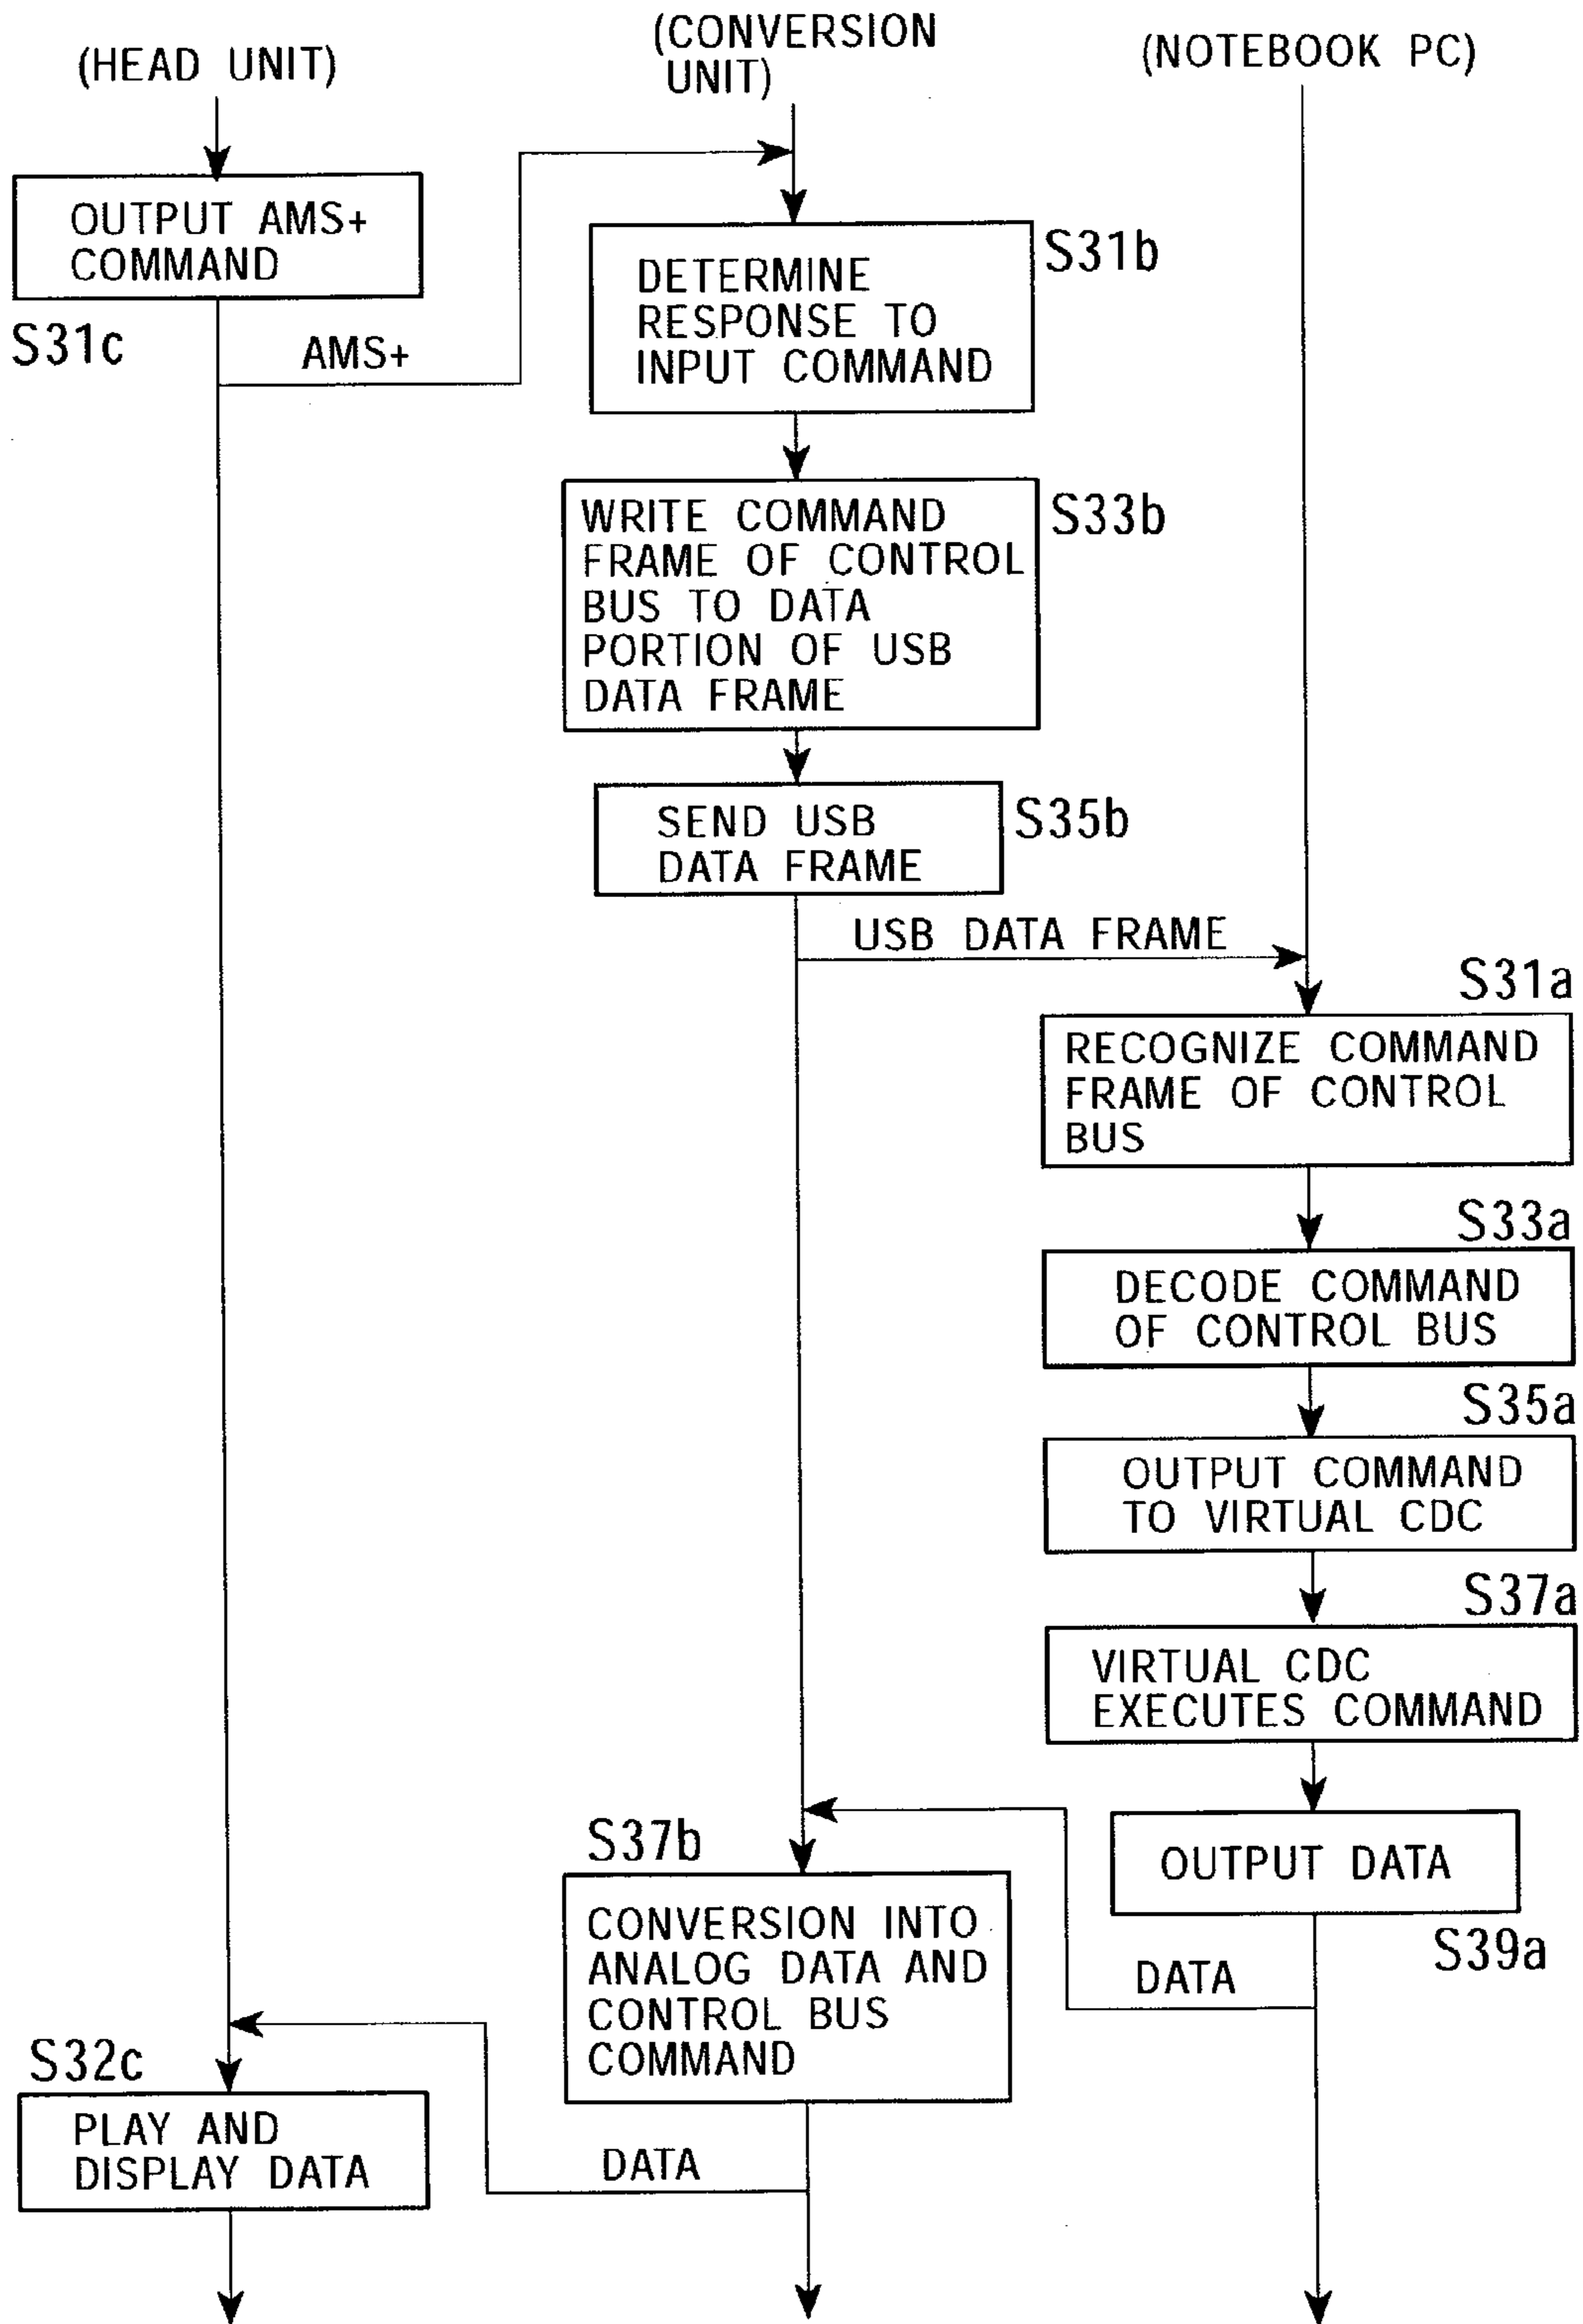 (HEAD UNIT)
(CONVERSION
UNIT)
(NOTEBOOK PC)
OUTPUT AMS+
COMMAND
S31c
AMS+
DETERMINE
RESPONSE TO
INPUT COMMAND
S31b
WRITE COMMAND
FRAME OF CONTROL
BUS TO DATA
PORTION OF USB
DATA FRAME
S33b
SEND USB
DATA FRAME
S35b
USB DATA FRAME
S31a
RECOGNIZE COMMAND
FRAME OF CONTROL
BUS
S33a
DECODE COMMAND
OF CONTROL BUS
S35a
OUTPUT COMMAND
TO VIRTUAL CDC
S37a
VIRTUAL CDC
EXECUTES COMMAND
OUTPUT DATA
S39a
DATA
S37b
CONVERSION INTO
ANALOG DATA AND
CONTROL BUS
COMMAND
DATA
S32c
PLAY AND
DISPLAY DATA